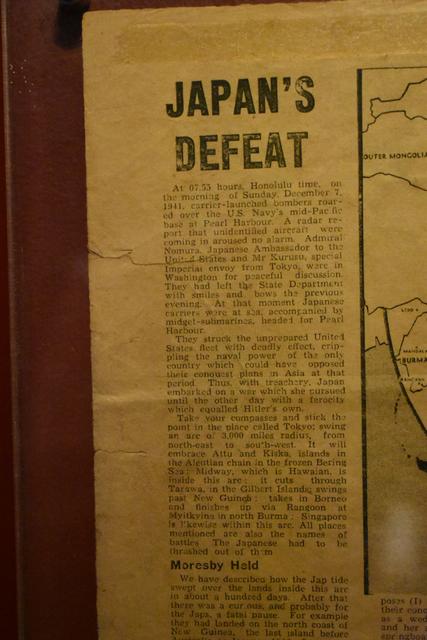 JAPAN'S
DEFEAT
At 07.55 hours, Honolulu time, on
the morning of Sunday, December 7,
1941, carrier-launched bombers roar-
ed over the U.S. Navy's mid-Pacific
base at Pearl Harbour. A radar re-
port that unidentified aircraft were
coming in aroused no alarm. Admiral
Nomura, Japanese Ambassador to the
United States and Mr Kurusu, special
Imperial envoy from Tokyo, were in
Washington for peaceful discussion.
They had left the State Department
with smiles and bows the previous
evening. At that moment Japanese
carriers were at sea, accompanied by
midget-submarines, headed for Pearl
Harbour.
They struck the unprepared United
States fleet with deadly effect, crip-
pling the naval power of the only
country which could have opposed
their conquest plans in Asia at that
period. Thus, with treachery, Japan
embarked on a war which she pursued
until the other day with a ferocity
which equalled Hitler's own.
Take your compasses and stick the
point in the place called Tokyo; swing
an arc of 3,000 miles radius, from
north-east to south-west. It will
embrace Attu and Kiska, islands in
the Aleutian chain in the frozen Bering
Sea; Midway, which is Hawaiian, is
inside this arc; it cuts through
Tarawa, in the Gilbert Islands; swings
past New Guinea; takes in Borneo
and finishes up via Rangoon at
Myitkyina in north Burma; Singapore
is likewise within this arc. All places
mentioned are also the names of
battles The Japanese had to be
thrashed out of them
Moresby Held
We have described how the Jap tide
swept over the islands inside this arc
in about a hundred days. After that
there was a curious, and probably for
the Japs, a fatal pause. For example
they had landed on the north coast of
New Guinea, the last island before
OUTER MONGOLIA
BURMA
poses (I)
their
as a
and her